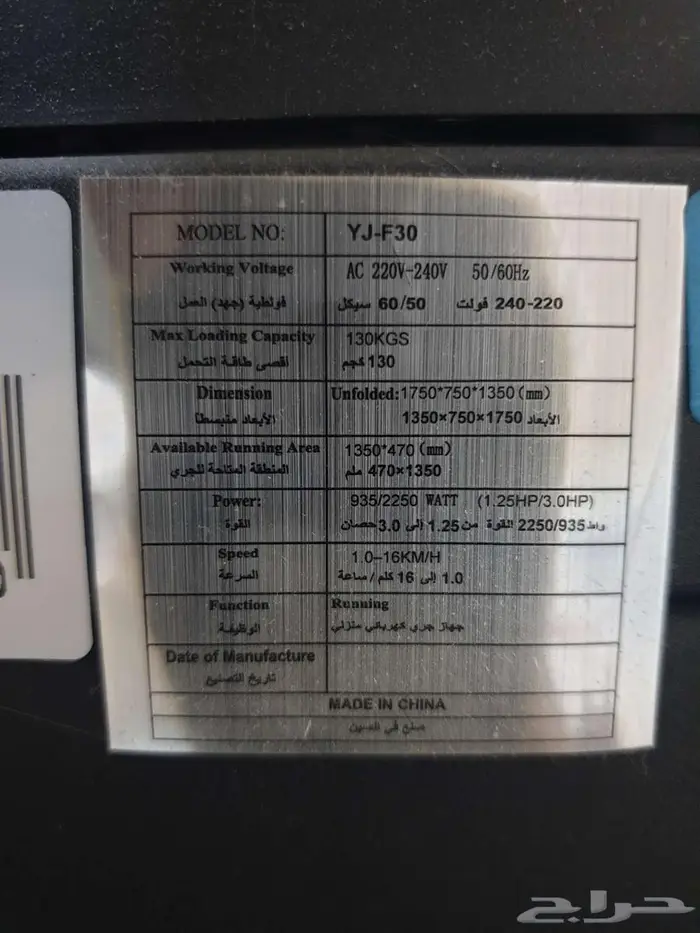 MODEL NO: YJ-F30
Working Voltage AC 220V-240V 50/60Hz
فولطية (جهد) العمل 240-220 فولت 60/50 سيكل
Max Loading Capacity 130KGS
أقصى طاقة التحمل 130 كجم
Dimension Unfolded:1750*750*1350(mm)
الأبعاد منبسطا الأبعاد 1750×750×1350
Available Running Area 1350*470(mm)
المنطقة المتاحة للجري 1350×470 ملم
Power: 935/2250 WATT (1.25HP/3.0HP)
القوة 2250/935 واط القوة من 1.25 إلى 3.0 حصان
Speed 1.0-16KM/H
السرعة 1.0 إلى 16 كلم/ساعة
Function Running
الوظيفة جهاز جري كهربائي منزلي
Date of Manufacture
تاريخ التصنيع
MADE IN CHINA
صنع في الصين
حراج